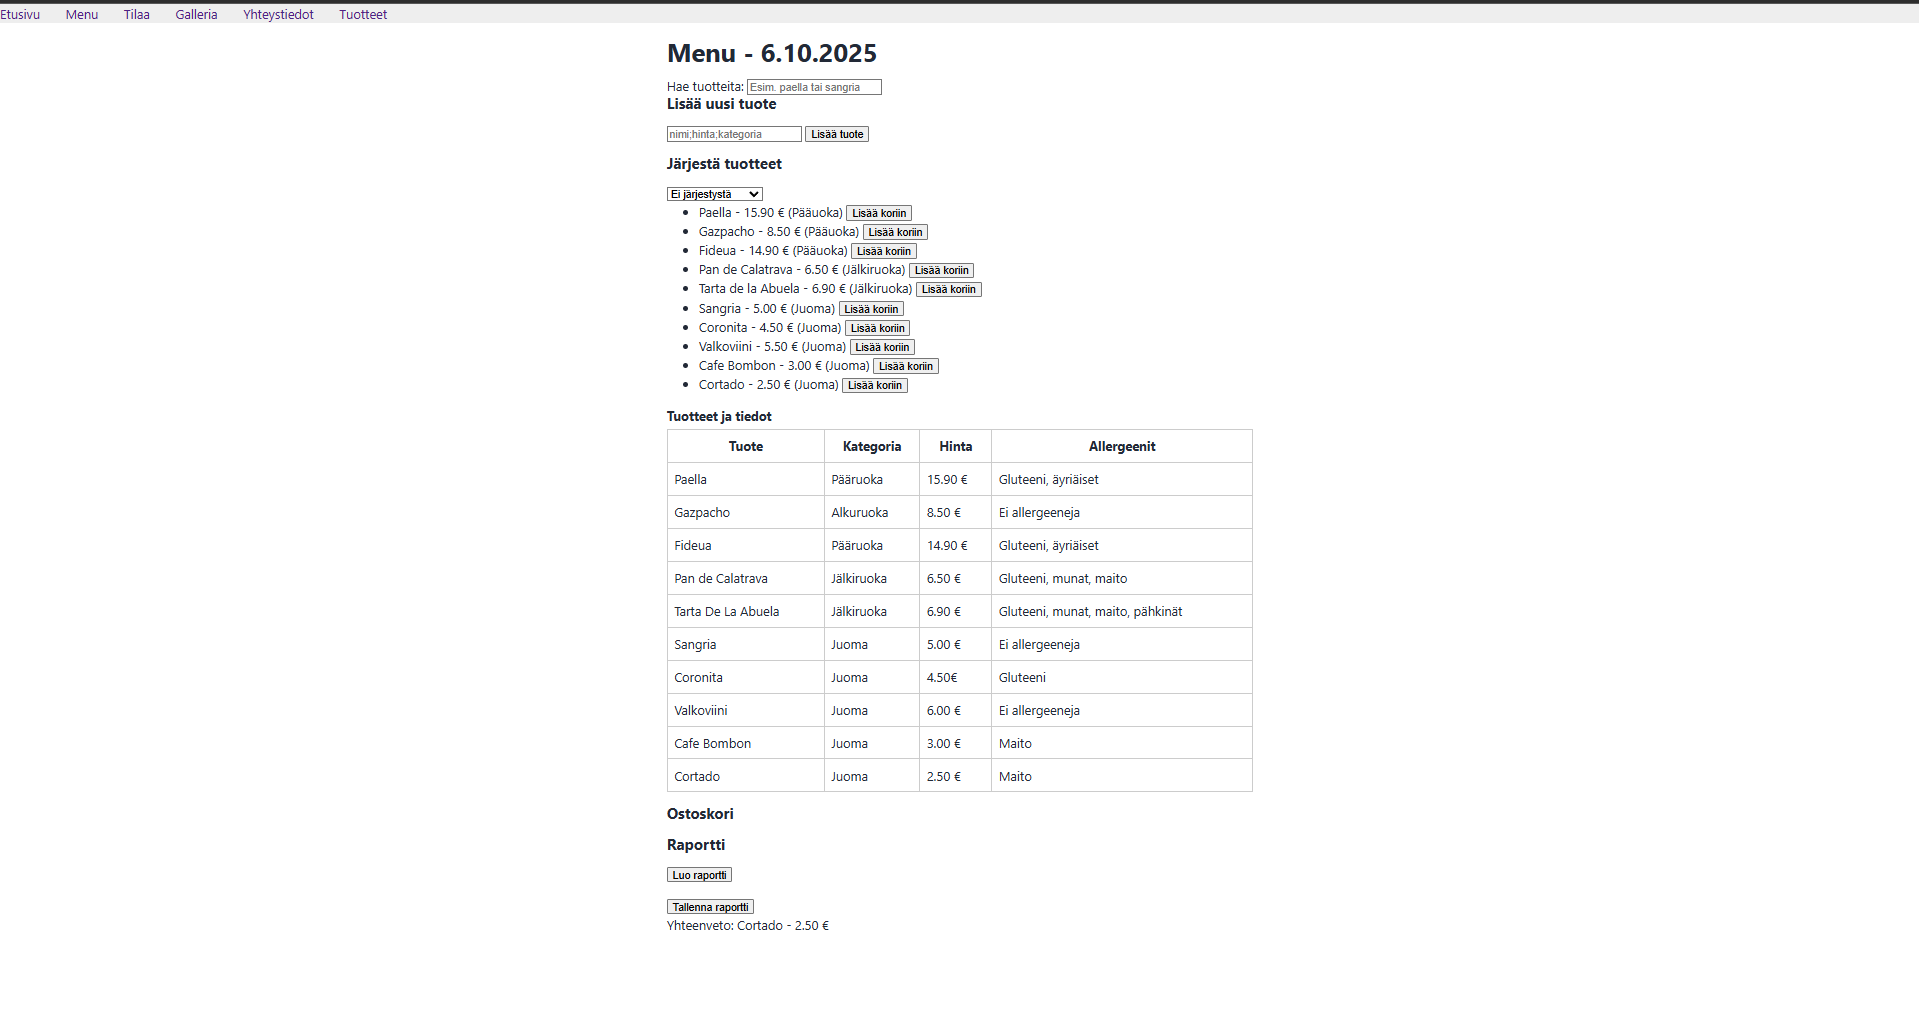 Etusivu Menu Tilaa Galleria Yhteystiedot Tuotteet
Menu - 6.10.2025
Hae tuotteita: Esim. paella tai sangria
Lisää uusi tuote
nimi;hinta;kategoria Lisää tuote
Järjestä tuotteet
Ei järjestystä
Paella - 15.90 € (Pääuoka) Lisää koriin
Gazpacho - 8.50 € (Pääuoka) Lisää koriin
Fideua - 14.90 € (Pääuoka) Lisää koriin
Pan de Calatrava - 6.50 € (Jälkiruoka) Lisää koriin
Tarta de la Abuela - 6.90 € (Jälkiruoka) Lisää koriin
Sangria - 5.00 € (Juoma) Lisää koriin
Coronita - 4.50 € (Juoma) Lisää koriin
Valkoviini - 5.50 € (Juoma) Lisää koriin
Cafe Bombon - 3.00 € (Juoma) Lisää koriin
Cortado - 2.50 € (Juoma) Lisää koriin
Tuotteet ja tiedot
Tuote Kategoria Hinta Allergeenit
Paella Pääruoka 15.90 € Gluteeni, äyriäiset
Gazpacho Alkuruoka 8.50 € Ei allergeeneja
Fideua Pääruoka 14.90 € Gluteeni, äyriäiset
Pan de Calatrava Jälkiruoka 6.50 € Gluteeni, munat, maito
Tarta De La Abuela Jälkiruoka 6.90 € Gluteeni, munat, maito, pähkinät
Sangria Juoma 5.00 € Ei allergeeneja
Coronita Juoma 4.50€ Gluteeni
Valkoviini Juoma 6.00 € Ei allergeeneja
Cafe Bombon Juoma 3.00 € Maito
Cortado Juoma 2.50 € Maito
Ostoskori
Raportti
Luo raportti
Tallenna raportti
Yhteenveto: Cortado - 2.50 €